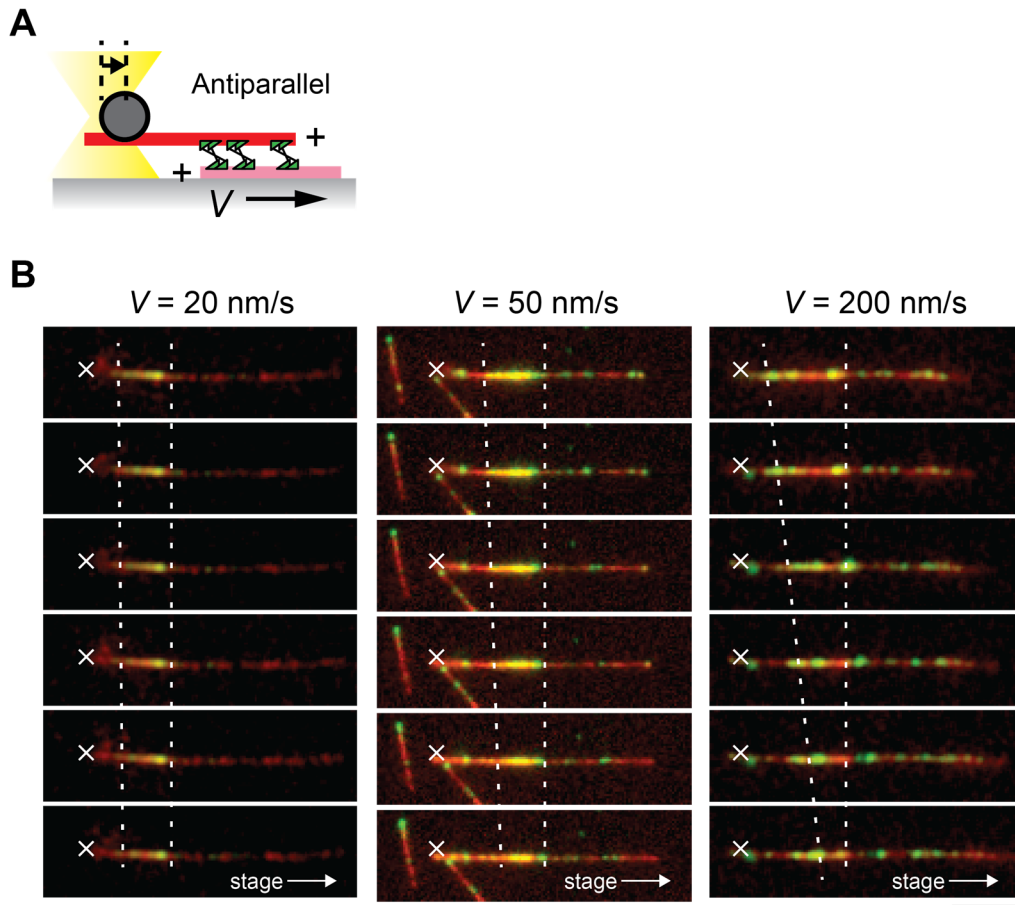 A
Antiparallel
+
+
V
B
V = 20 nm/s
V = 50 nm/s
V = 200 nm/s
stage
stage
stage